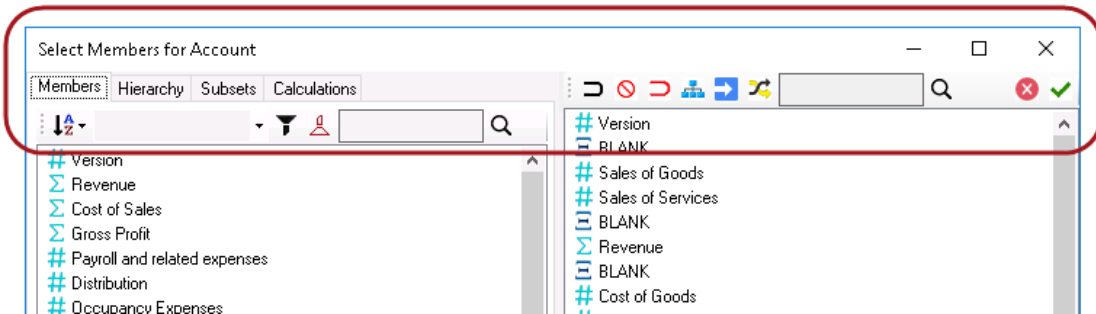 Select Members for Account
Members Hierarchy Subsets Calculations
Version
Revenue
Cost of Sales
Gross Profit
Payroll and related expenses
Distribution
Occupancy Expenses
Version
BLANK
Sales of Goods
Sales of Services
BLANK
Revenue
BLANK
Cost of Goods